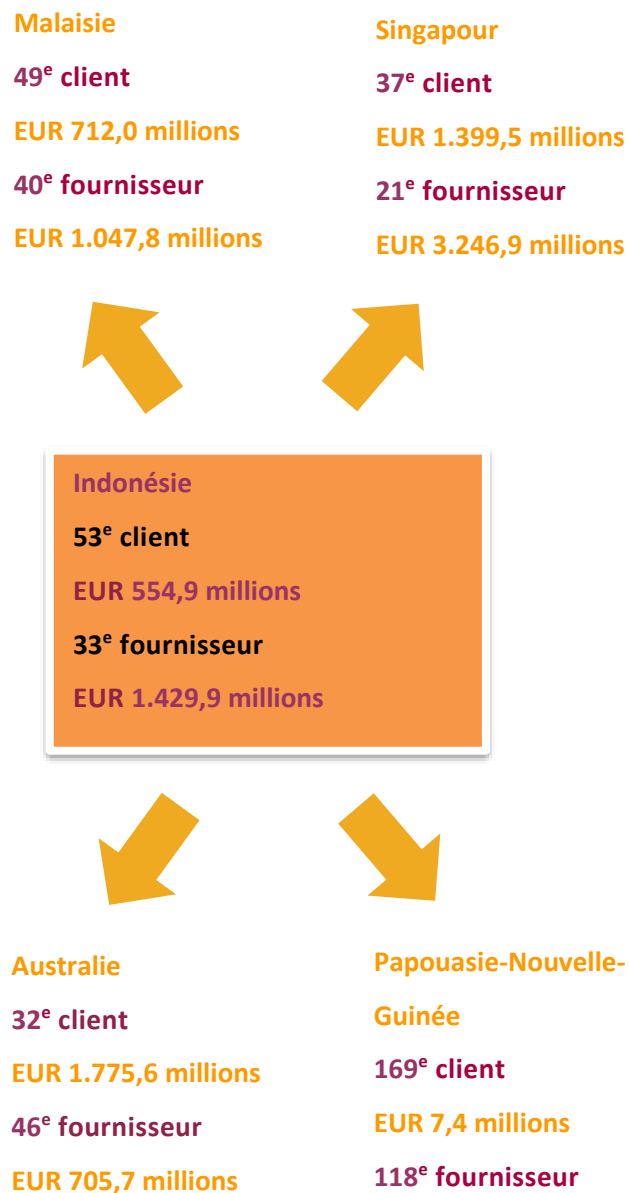 Malaisie
49e client
EUR 712,0 millions
40e fournisseur
EUR 1.047,8 millions
Singapour
37e client
EUR 1.399,5 millions
21e fournisseur
EUR 3.246,9 millions
Indonésie
53e client
EUR 554,9 millions
33e fournisseur
EUR 1.429,9 millions
Australie
32e client
EUR 1.775,6 millions
46e fournisseur
EUR 705,7 millions
Papouasie-Nouvelle-
Guinée
169e client
EUR 7,4 millions
118e fournisseur